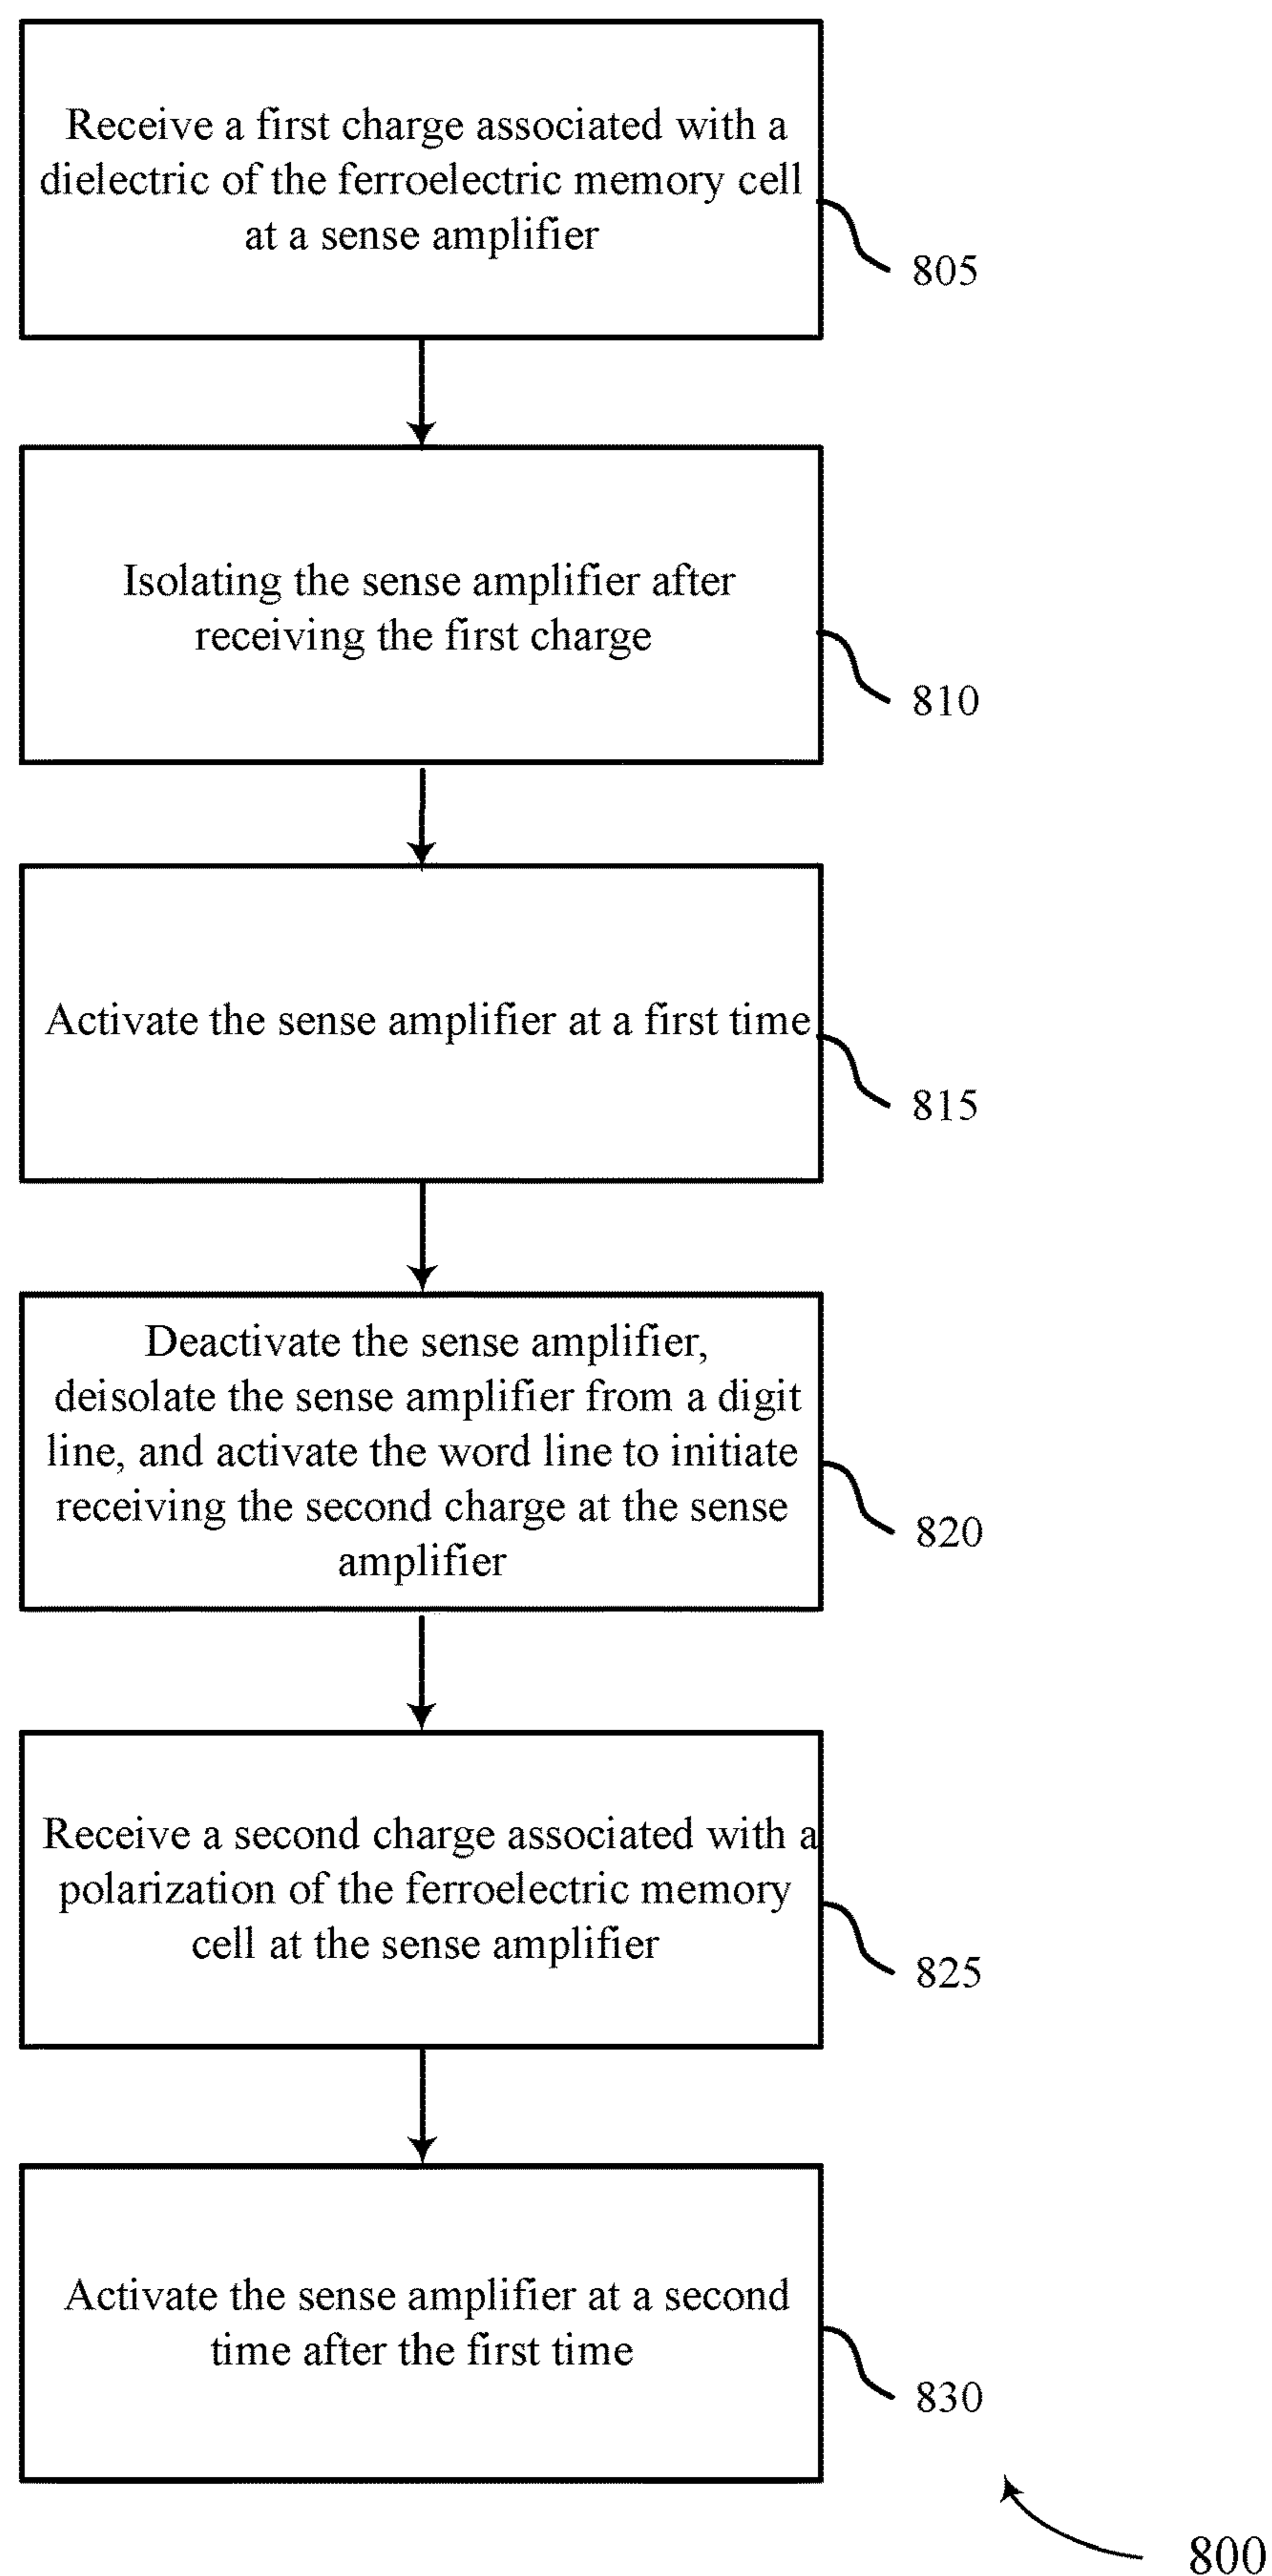 Receive a first charge associated with a
dielectric of the ferroelectric memory cell
at a sense amplifier
805
Isolating the sense amplifier after
receiving the first charge
810
Activate the sense amplifier at a first time
815
Deactivate the sense amplifier,
deisolate the sense amplifier from a digit
line, and activate the word line to initiate
receiving the second charge at the sense
amplifier
820
Receive a second charge associated with a
polarization of the ferroelectric memory
cell at the sense amplifier
825
Activate the sense amplifier at a second
time after the first time
830
800